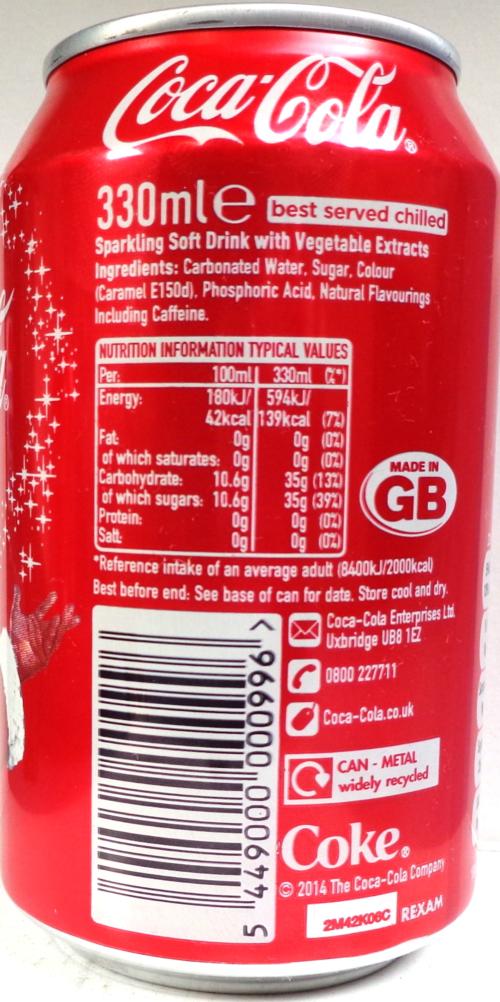 Coca-Cola®
330ml e best served chilled
Sparkling Soft Drink with Vegetable Extracts
Ingredients: Carbonated Water, Sugar, Colour
(Caramel E150d), Phosphoric Acid, Natural Flavourings
Including Caffeine.
NUTRITION INFORMATION TYPICAL VALUES
Per: 100ml 330ml (%*)
Energy: 180kJ/ 594kJ/
42kcal 139kcal (7%)
Fat: 0g 0g (0%)
of which saturates: 0g 0g (0%)
Carbohydrate: 10.6g 35g (13%)
of which sugars: 10.6g 35g (39%)
Protein: 0g 0g (0%)
Salt: 0g 0g (0%)
MADE IN
GB
*Reference intake of an average adult (8400kJ/2000kcal)
Best before end: See base of can for date. Store cool and dry.
Coca-Cola Enterprises Ltd.
Uxbridge UB8 1EZ
0800 227711
Coca-Cola.co.uk
CAN - METAL
widely recycled
5 449000 000996 >
Coke®
© 2014 The Coca-Cola Company
2M42K06C REXAM